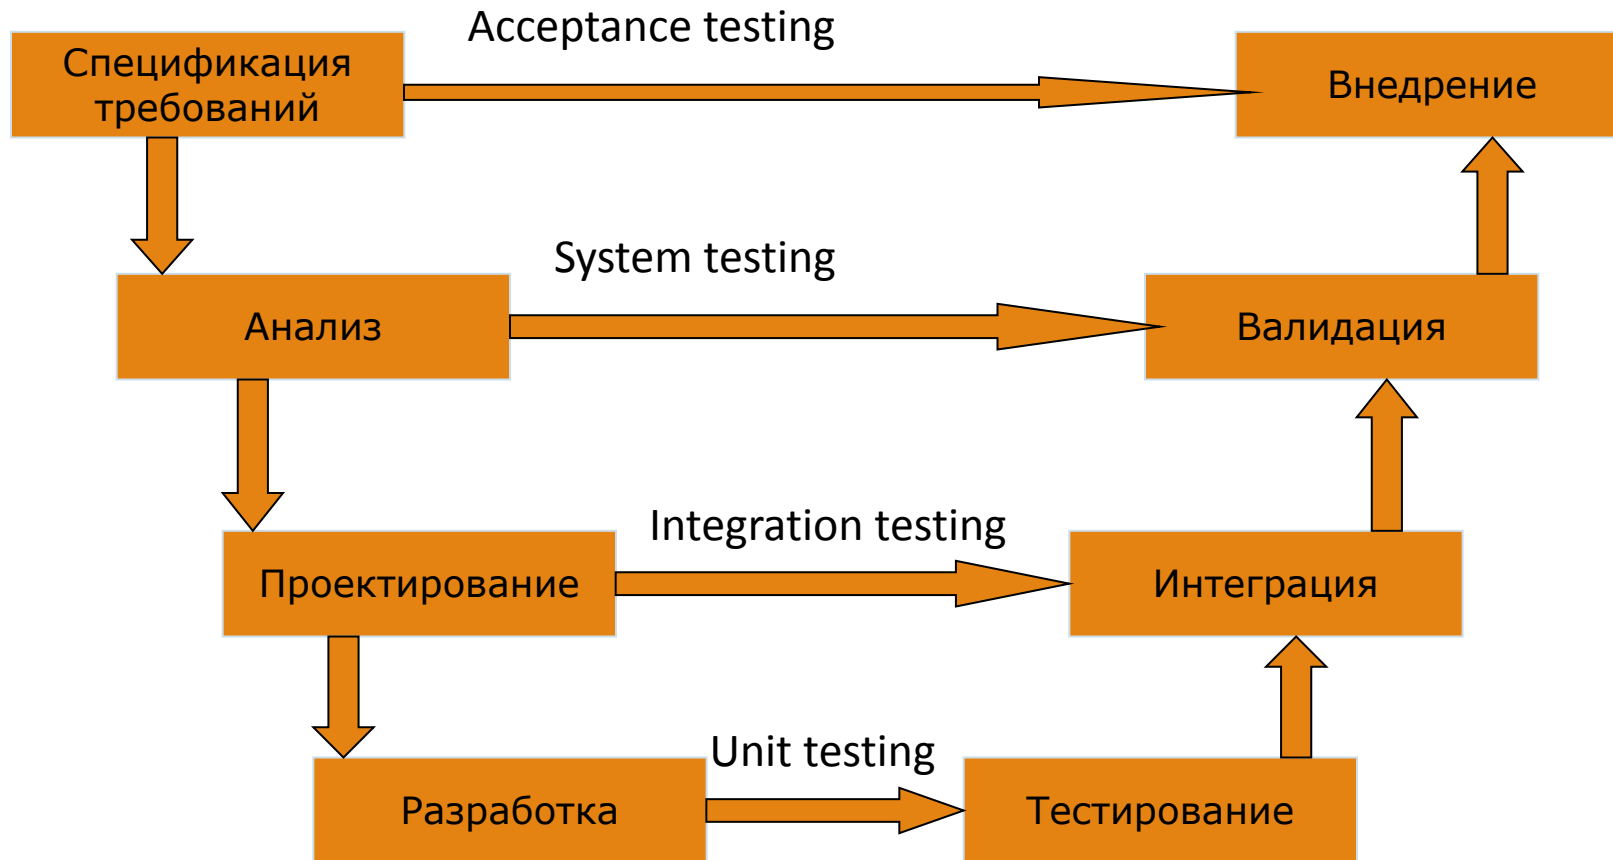 Acceptance testing
Спецификация
требований
Внедрение
System testing
Анализ
Валидация
Integration testing
Проектирование
Интеграция
Unit testing
Разработка
Тестирование